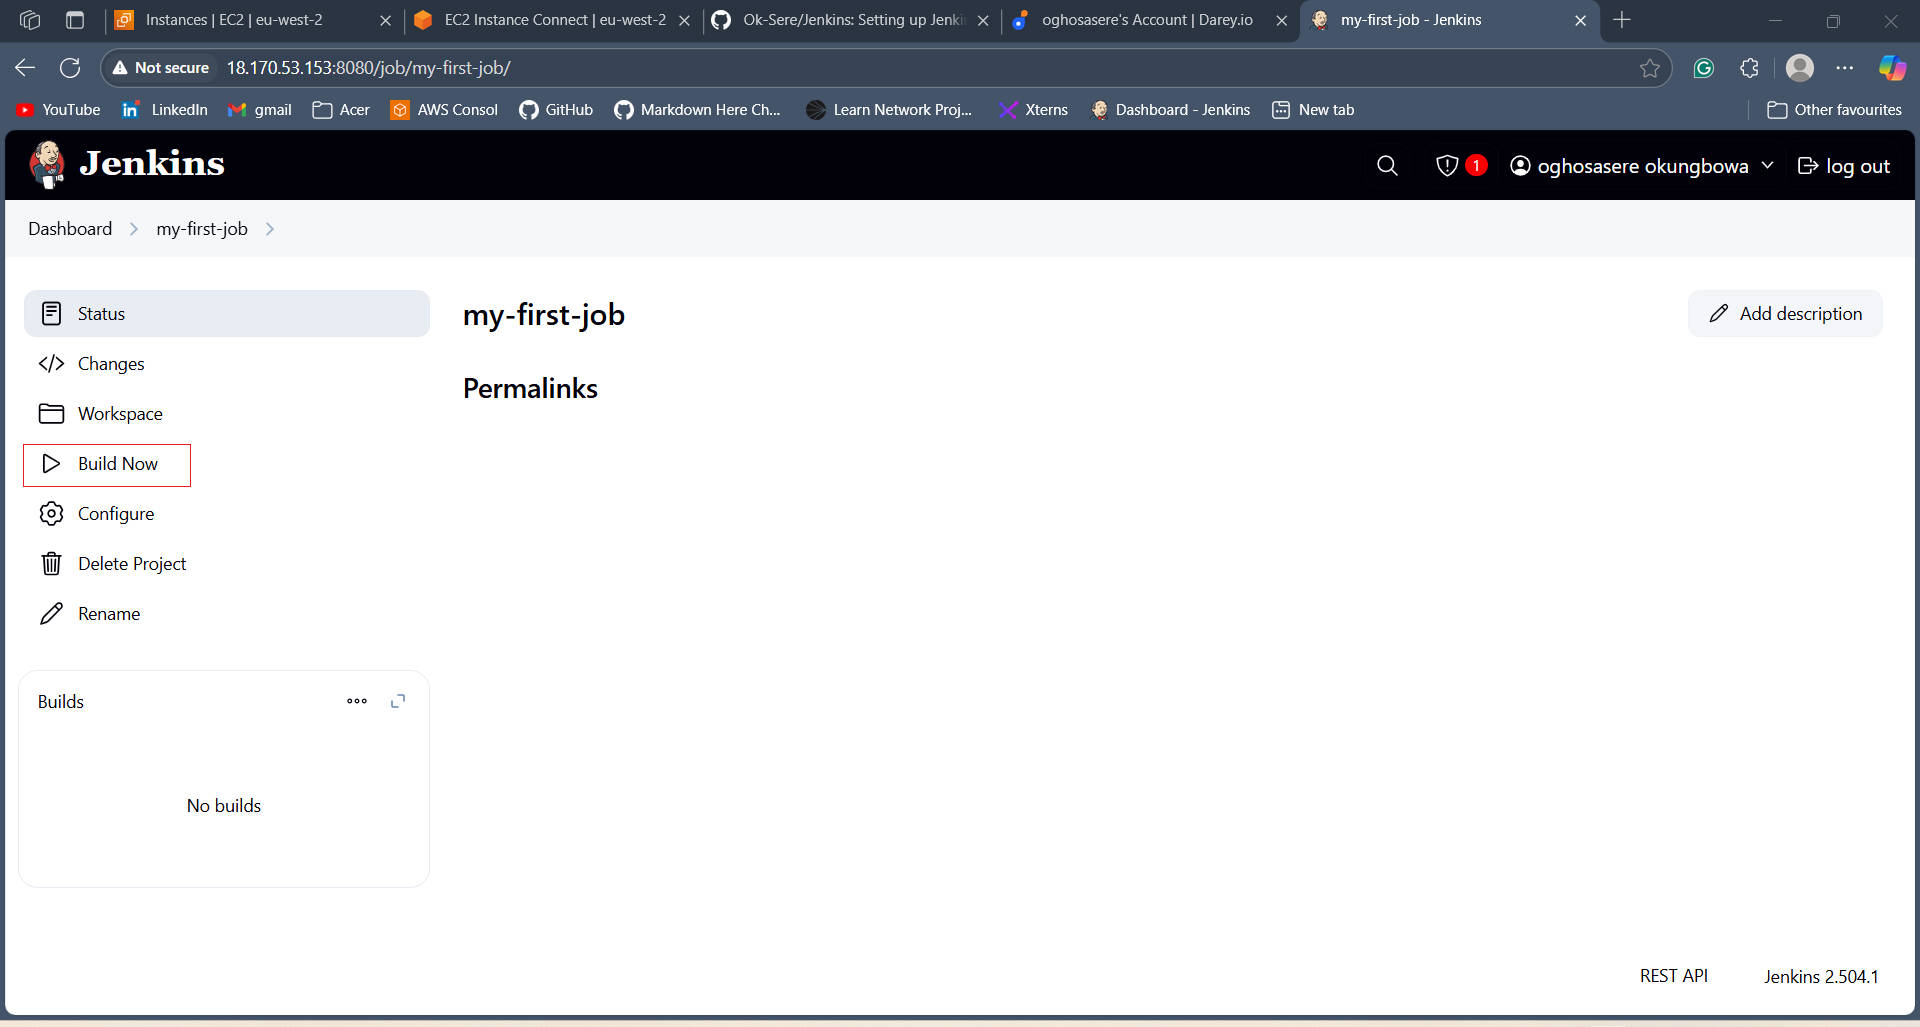 Instances | EC2 | eu-west-2
EC2 Instance Connect | eu-west-2
Ok-Sere/Jenkins: Setting up Jenki
oghosasere's Account | Darey.io
my-first-job - Jenkins
Not secure
18.170.53.153:8080/job/my-first-job/
YouTube
LinkedIn
gmail
Acer
AWS Consol
GitHub
Markdown Here Ch...
Learn Network Proj...
Xterns
Dashboard - Jenkins
New tab
Other favourites
Jenkins
1
oghosasere okungbowa
log out
Dashboard
my-first-job
Status
Changes
Workspace
Build Now
Configure
Delete Project
Rename
my-first-job
Add description
Permalinks
Builds
No builds
REST API
Jenkins 2.504.1